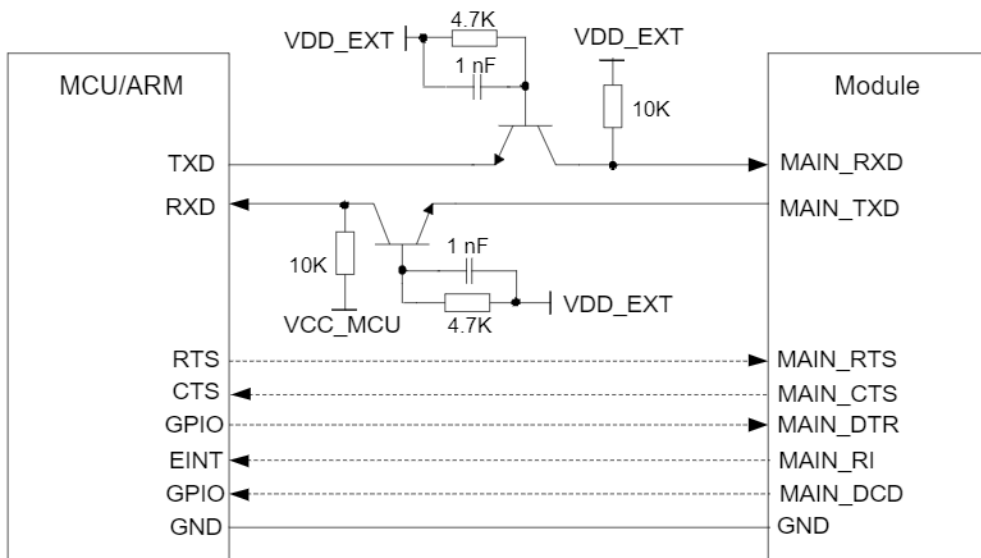 4.7K
VDD_EXT
VDD_EXT
1 nF
MCU/ARM
Module
10K
TXD
MAIN_RXD
RXD
MAIN_TXD
1 nF
10K
VDD_EXT
VCC_MCU
4.7K
RTS
MAIN_RTS
CTS
MAIN_CTS
GPIO
MAIN_DTR
EINT
MAIN_RI
GPIO
MAIN_DCD
GND
GND